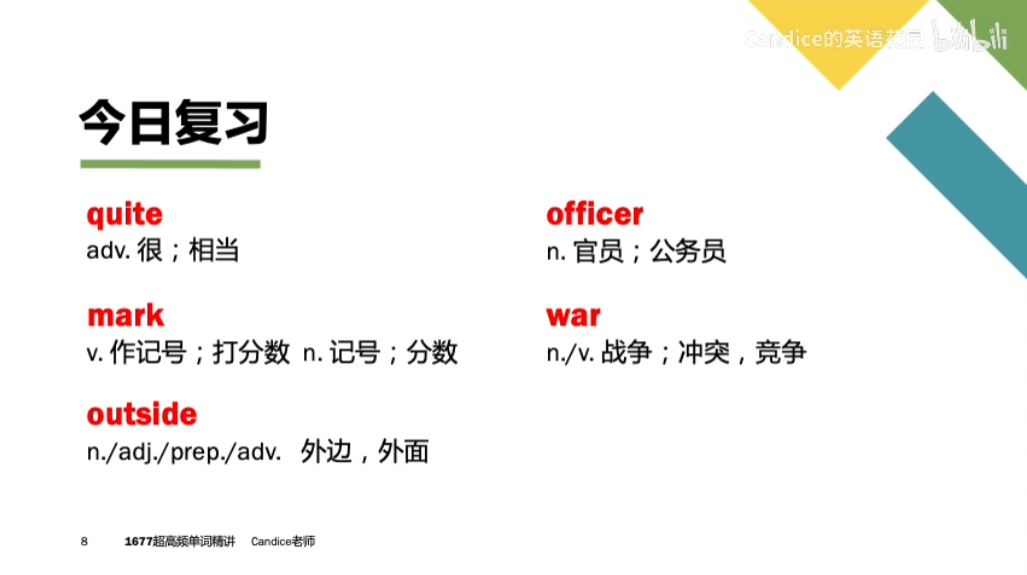 Candice的英语花园 bilibili
今日复习
quite
adv. 很；相当
officer
n. 官员；公务员
mark
v. 作记号；打分数 n. 记号；分数
war
n./v. 战争；冲突，竞争
outside
n./adj./prep./adv. 外边，外面
8 1677超高频单词精讲 Candice老师